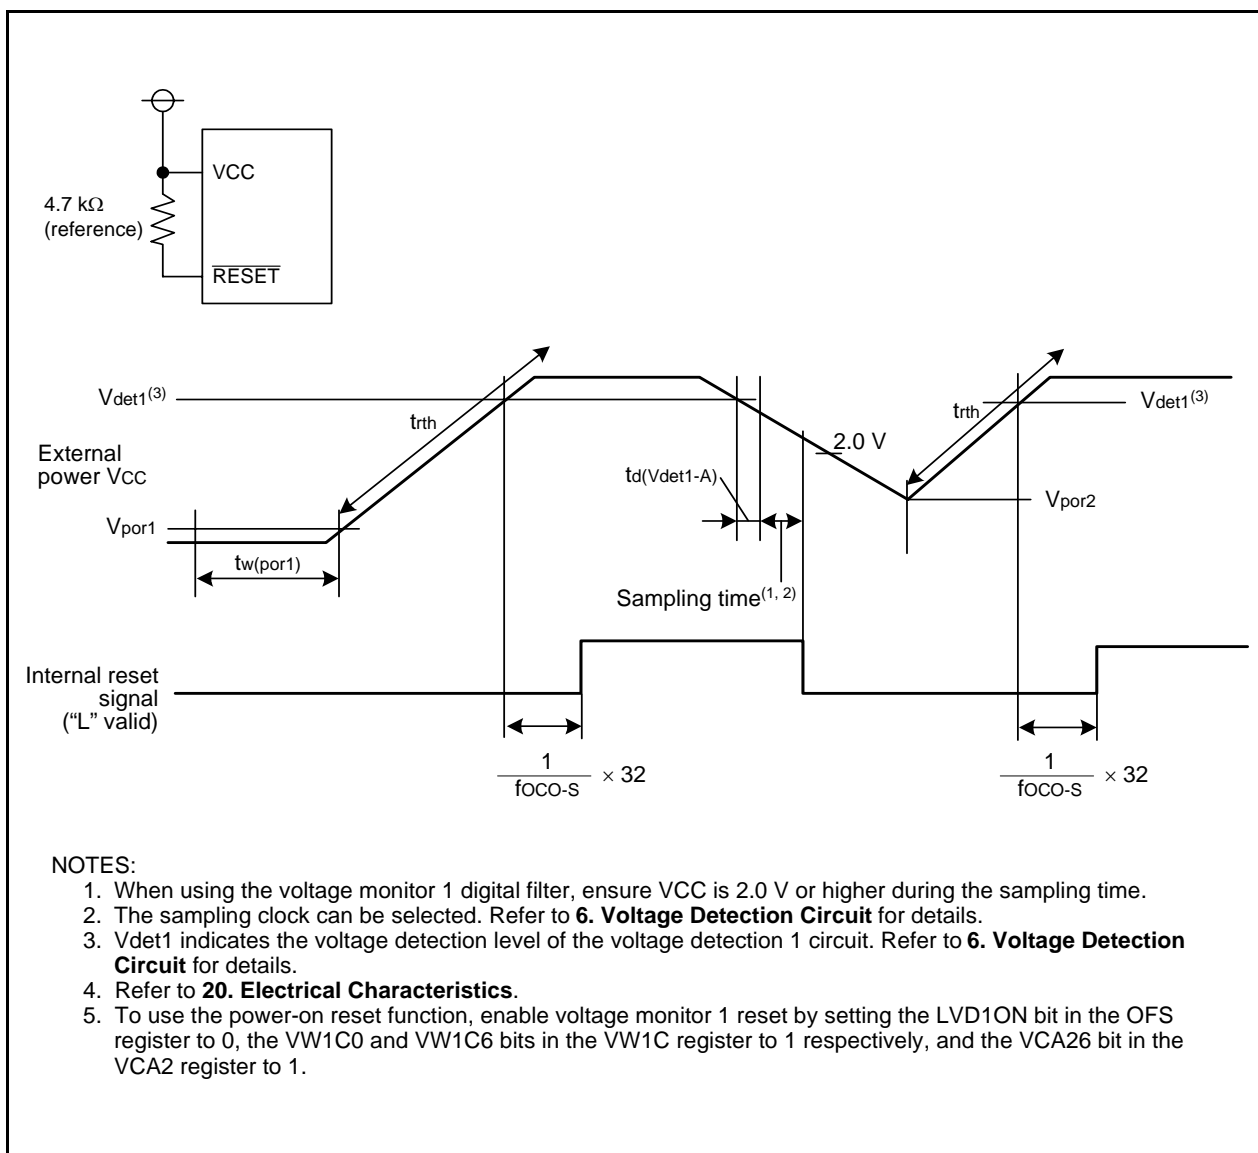 VCC
4.7 kΩ
(reference)
RESET
Vdet1(3)
trth
External
power VCC
Vpor1
tw(por1)
2.0 V
td(Vdet1-A)
Sampling time(1, 2)
trth
Vdet1(3)
Vpor2
Internal reset
signal
(“L” valid)
1
fOCO-S
× 32
1
fOCO-S
× 32
NOTES:
1. When using the voltage monitor 1 digital filter, ensure VCC is 2.0 V or higher during the sampling time.
2. The sampling clock can be selected. Refer to 6. Voltage Detection Circuit for details.
3. Vdet1 indicates the voltage detection level of the voltage detection 1 circuit. Refer to 6. Voltage Detection
Circuit for details.
4. Refer to 20. Electrical Characteristics.
5. To use the power-on reset function, enable voltage monitor 1 reset by setting the LVD1ON bit in the OFS
register to 0, the VW1C0 and VW1C6 bits in the VW1C register to 1 respectively, and the VCA26 bit in the
VCA2 register to 1.